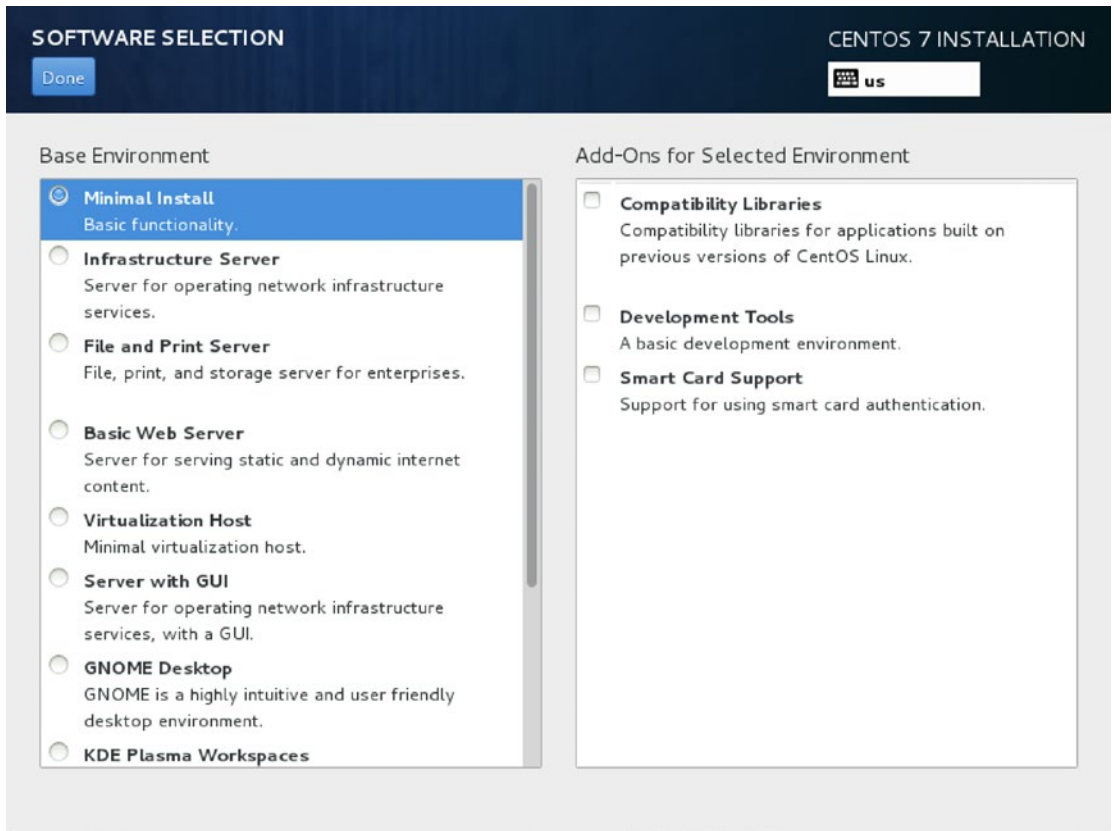 SOFTWARE SELECTION
CENTOS 7 INSTALLATION
Done
us
Base Environment
Minimal Install
Basic functionality.
Infrastructure Server
Server for operating network infrastructure
services.
File and Print Server
File, print, and storage server for enterprises.
Basic Web Server
Server for serving static and dynamic internet
content.
Virtualization Host
Minimal virtualization host.
Server with GUI
Server for operating network infrastructure
services, with a GUI.
GNOME Desktop
GNOME is a highly intuitive and user friendly
desktop environment.
KDE Plasma Workspaces
Add-Ons for Selected Environment
Compatibility Libraries
Compatibility libraries for applications built on
previous versions of CentOS Linux.
Development Tools
A basic development environment.
Smart Card Support
Support for using smart card authentication.